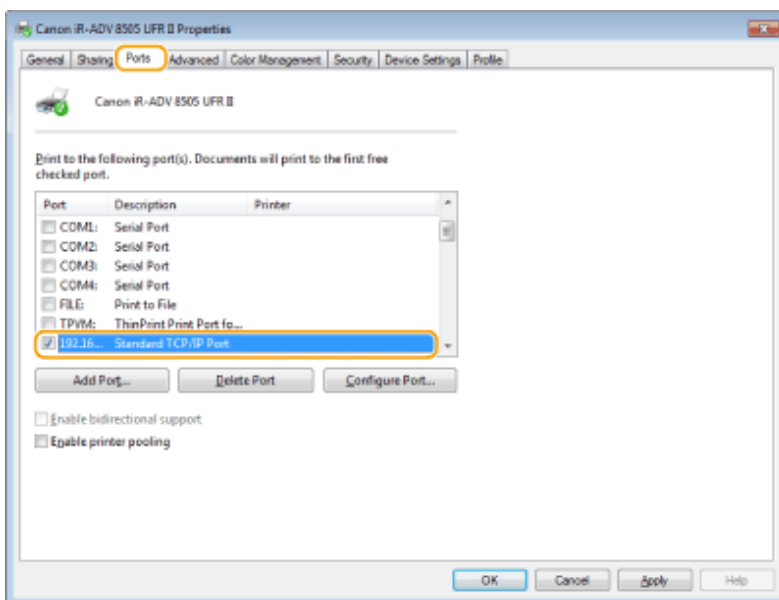 Canon iR-ADV 8505 UFR II Properties
General Sharing Ports Advanced Color Management Security Device Settings Profile
Canon iR-ADV 8505 UFR II
Print to the following port(s). Documents will print to the first free
checked port.
Port Description Printer
COM1: Serial Port
COM2: Serial Port
COM3: Serial Port
COM4: Serial Port
FILE: Print to File
TPVM: ThinPrint Print Port fo...
192.16... Standard TCP/IP Port
Add Port... Delete Port Configure Port...
Enable bidirectional support
Enable printer pooling
OK Cancel Apply Help